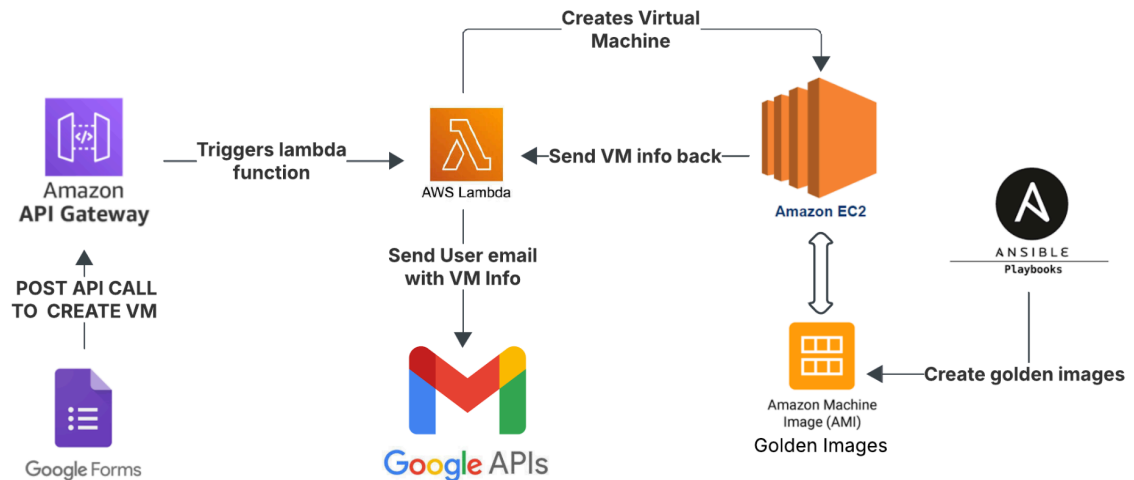 Creates Virtual
Machine
Triggers lambda
function
Send VM info back
AWS Lambda
Amazon
API Gateway
Amazon EC2
Send User email
with VM Info
ANSIBLE
Playbooks
POST API CALL
TO CREATE VM
Create golden images
Amazon Machine
Image (AMI)
Golden Images
Google Forms
Google APIs